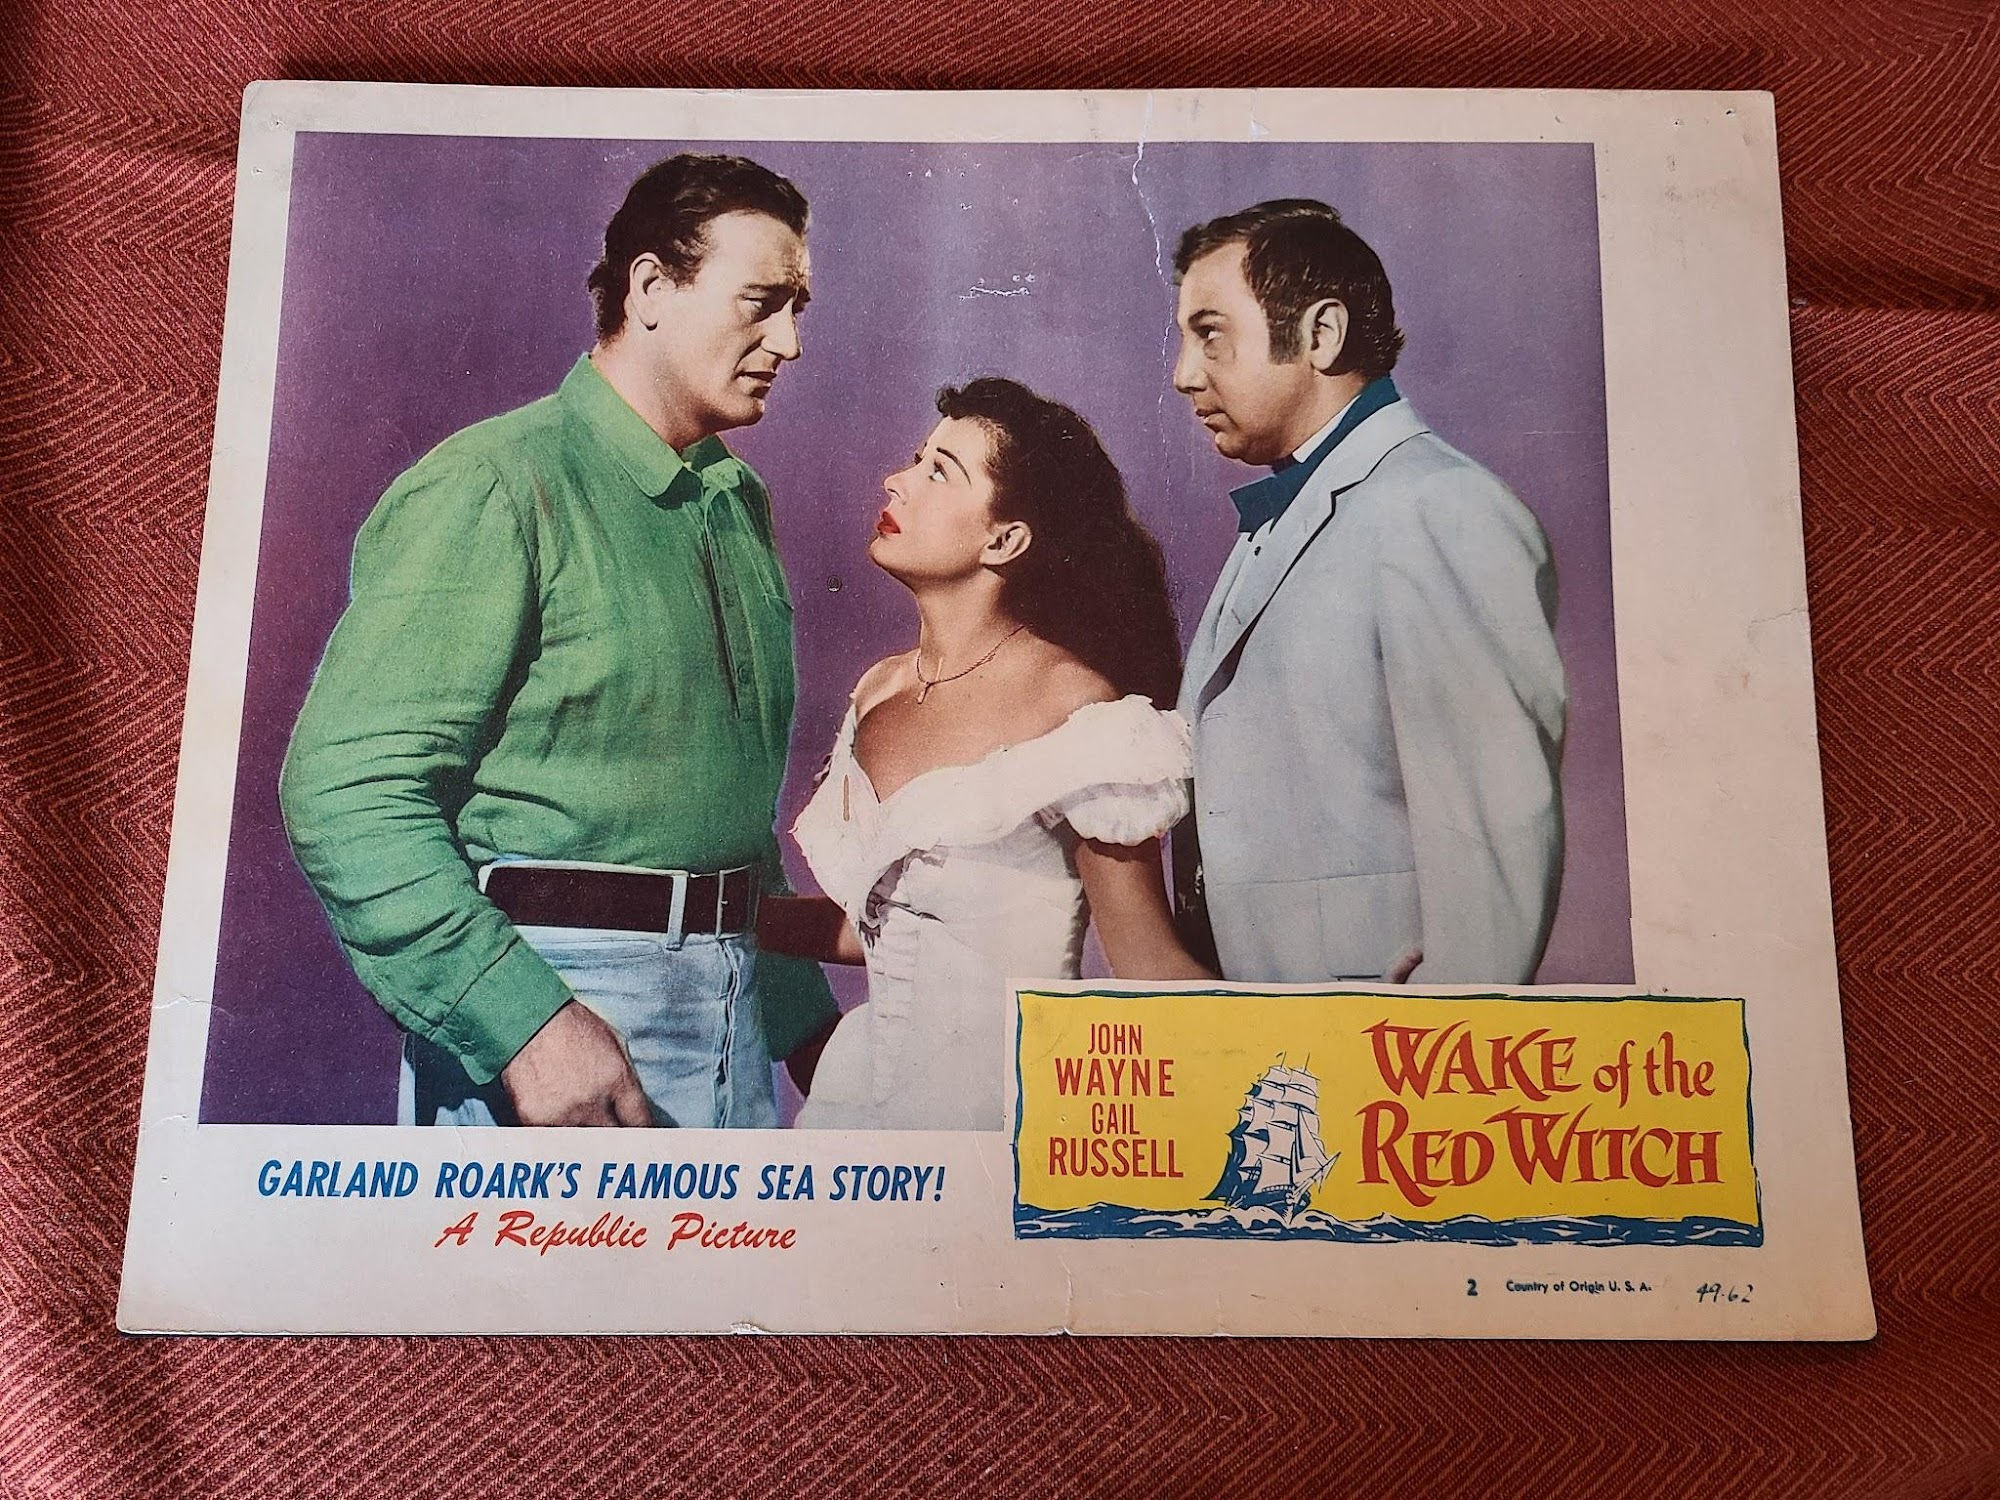 JOHN
WAYNE
GAIL
RUSSELL
WAKE of the
RED WITCH
GARLAND ROARK'S FAMOUS SEA STORY!
A Republic Picture
2 Country of Origin U. S. A. 49-62